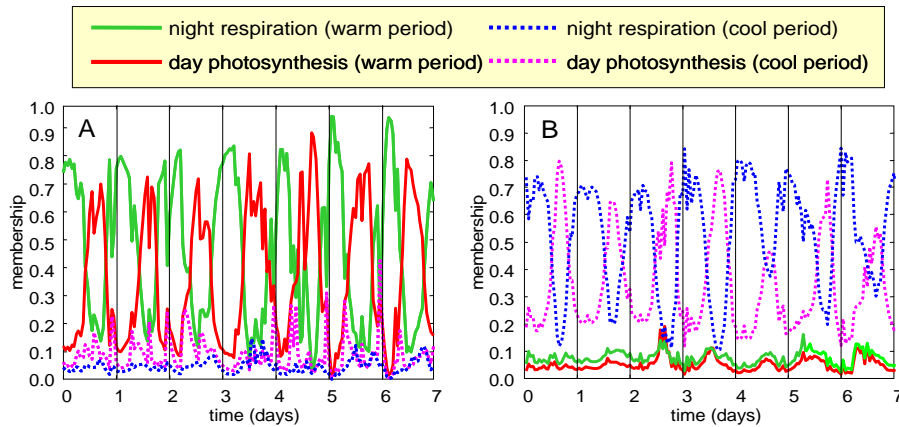 night respiration (warm period) night respiration (cool period)
day photosynthesis (warm period) day photosynthesis (cool period)
A
membership
1.0
0.9
0.8
0.7
0.6
0.5
0.4
0.3
0.2
0.1
0.0
0 1 2 3 4 5 6 7
time (days)
B
membership
1.0
0.9
0.8
0.7
0.6
0.5
0.4
0.3
0.2
0.1
0.0
0 1 2 3 4 5 6 7
time (days)